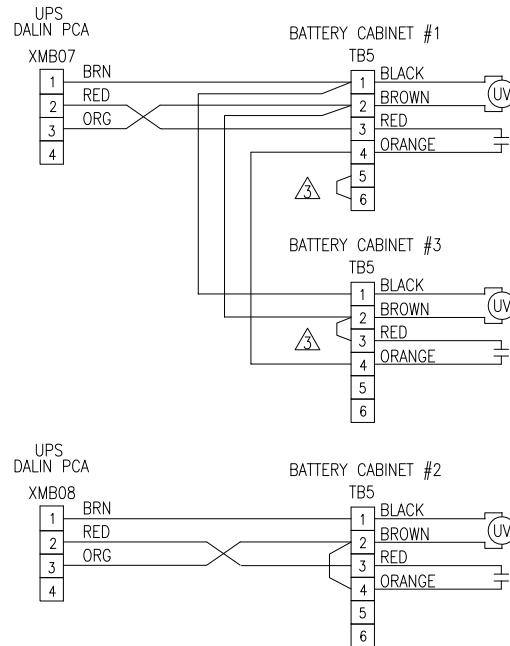 UPS
DALIN PCA
XMB07
1 BRN
2 RED
3 ORG
4
BATTERY CABINET #1
TB5
1 BLACK
2 BROWN
3 RED
4 ORANGE
5
6
UV
3
BATTERY CABINET #3
TB5
1 BLACK
2 BROWN
3 RED
4 ORANGE
5
6
UV
3
UPS
DALIN PCA
XMB08
1 BRN
2 RED
3 ORG
4
BATTERY CABINET #2
TB5
1 BLACK
2 BROWN
3 RED
4 ORANGE
5
6
UV